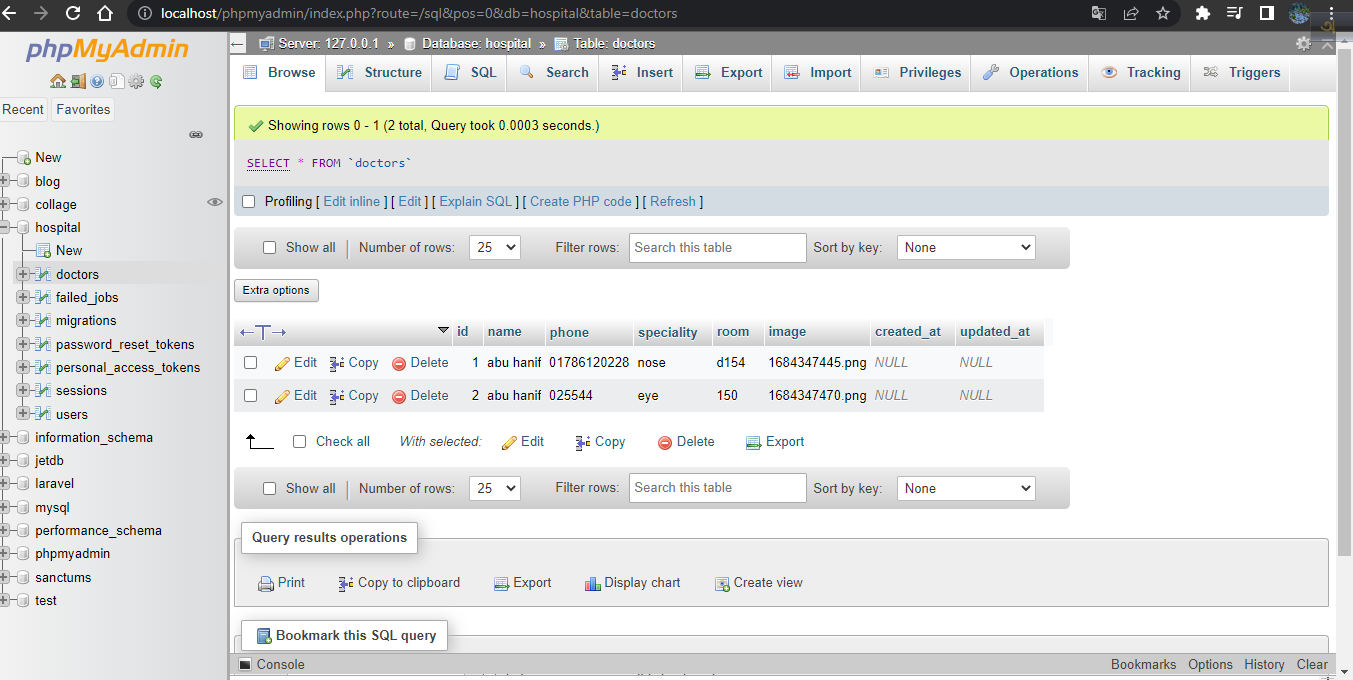 localhost/phpmyadmin/index.php?route=/sql&pos=0&db=hospital&table=doctors
phpMyAdmin
Recent Favorites
New
blog
collage
hospital
New
doctors
failed_jobs
migrations
password_reset_tokens
personal_access_tokens
sessions
users
information_schema
jetdb
laravel
mysql
performance_schema
phpmyadmin
sanctums
test
Server: 127.0.0.1 » Database: hospital » Table: doctors
Browse Structure SQL Search Insert Export Import Privileges Operations Tracking Triggers
Showing rows 0 - 1 (2 total, Query took 0.0003 seconds.)
SELECT * FROM `doctors`
Profiling [ Edit inline ] [ Edit ] [ Explain SQL ] [ Create PHP code ] [ Refresh ]
Show all Number of rows: 25 Filter rows: Search this table Sort by key: None
Extra options
id name phone speciality room image created_at updated_at
Edit Copy Delete 1 abu hanif 01786120228 nose d154 1684347445.png NULL NULL
Edit Copy Delete 2 abu hanif 025544 eye 150 1684347470.png NULL NULL
Check all With selected: Edit Copy Delete Export
Show all Number of rows: 25 Filter rows: Search this table Sort by key: None
Query results operations
Print Copy to clipboard Export Display chart Create view
Bookmark this SQL query
Console Bookmarks Options History Clear